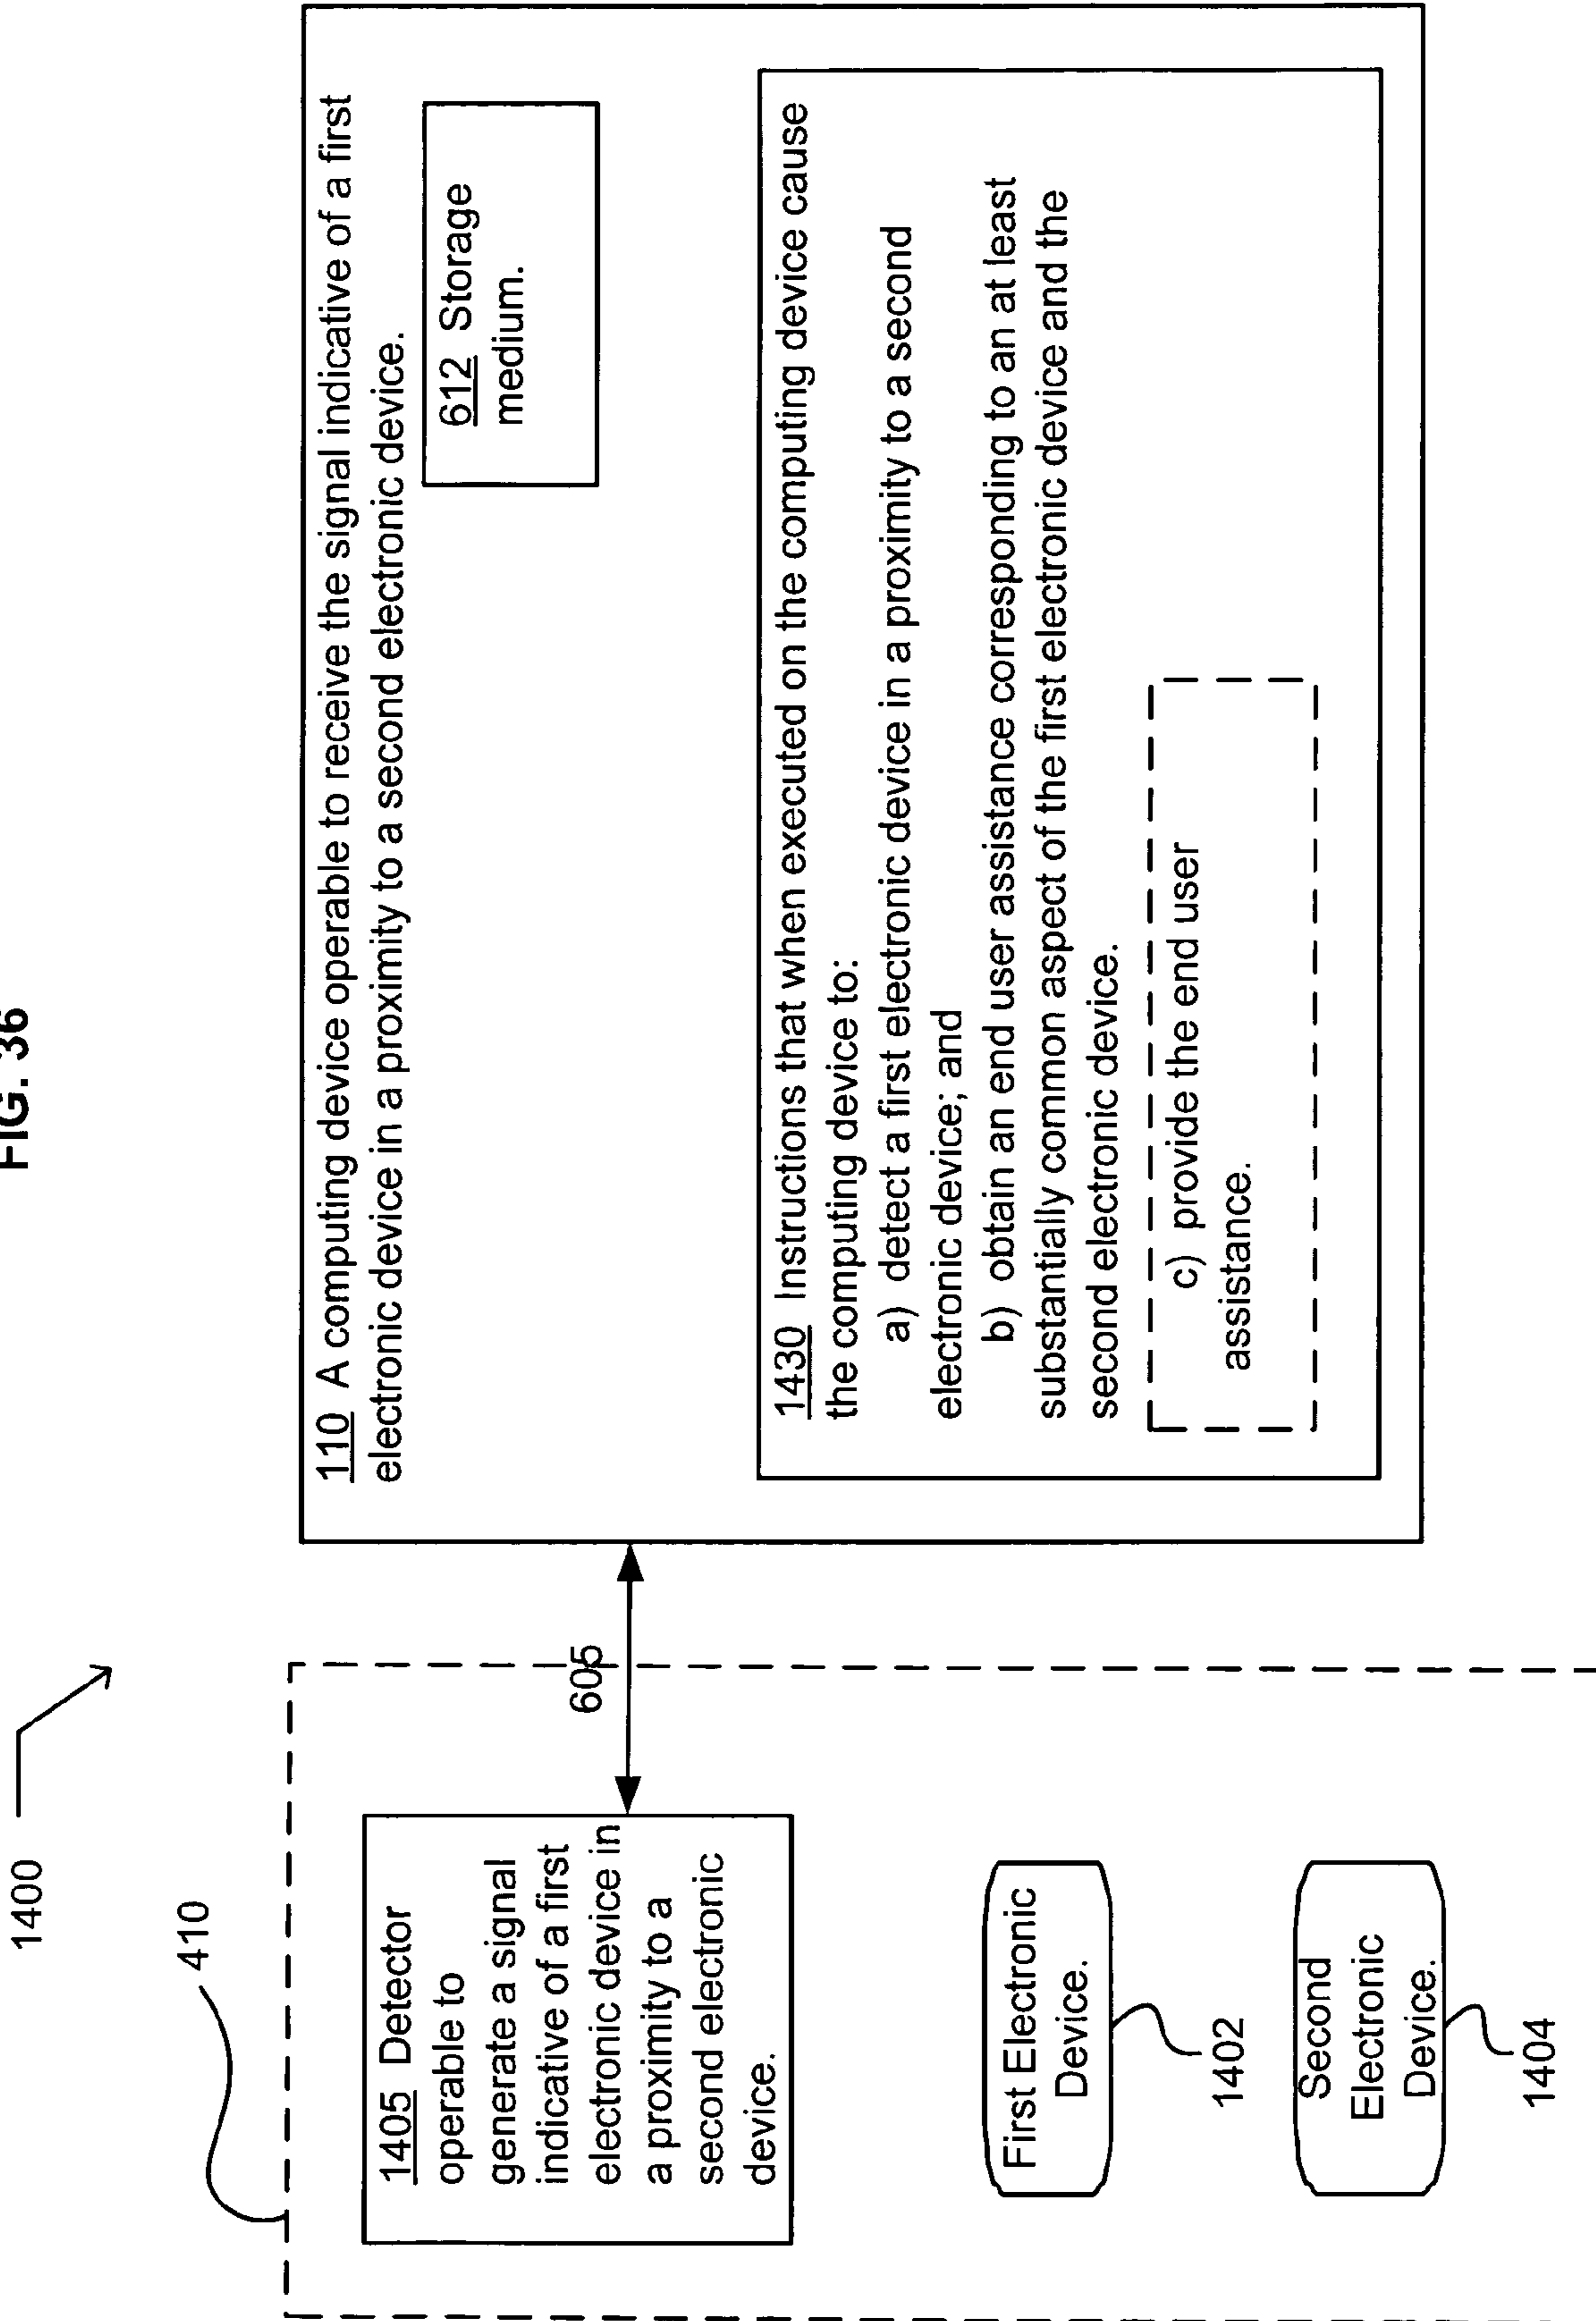 FIG. 36
1400
410
1405 Detector
operable to
generate a signal
indicative of a first
electronic device in
a proximity to a
second electronic
device.
605
First Electronic
Device.
1402
Second
Electronic
Device.
1404
110 A computing device operable to receive the signal indicative of a first
electronic device in a proximity to a second electronic device.
612 Storage
medium.
1430 Instructions that when executed on the computing device cause
the computing device to:
a) detect a first electronic device in a proximity to a second
electronic device; and
b) obtain an end user assistance corresponding to an at least
substantially common aspect of the first electronic device and the
second electronic device.
c) provide the end user
assistance.